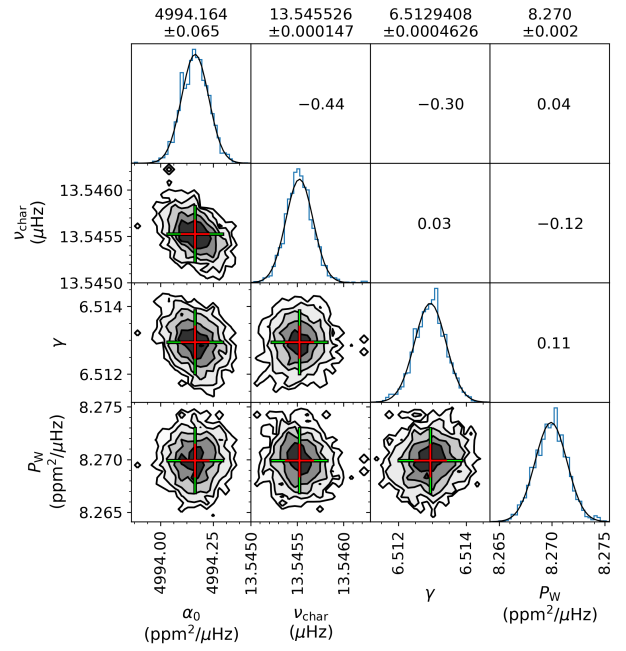 4994.164 13.545526 6.5129408 8.270
±0.065 ±0.000147 ±0.0004626 ±0.002
−0.44 −0.30 0.04
13.5460
13.5455
13.5450
ν_char
(μHz)
0.03 −0.12
6.514
6.512
γ
0.11
8.275
8.270
8.265
P_W
(ppm²/μHz)
4994.00 4994.25 13.5450 13.5455 13.5460 6.512 6.514 8.265 8.270 8.275
α₀ ν_char γ P_W
(ppm²/μHz) (μHz) (ppm²/μHz)